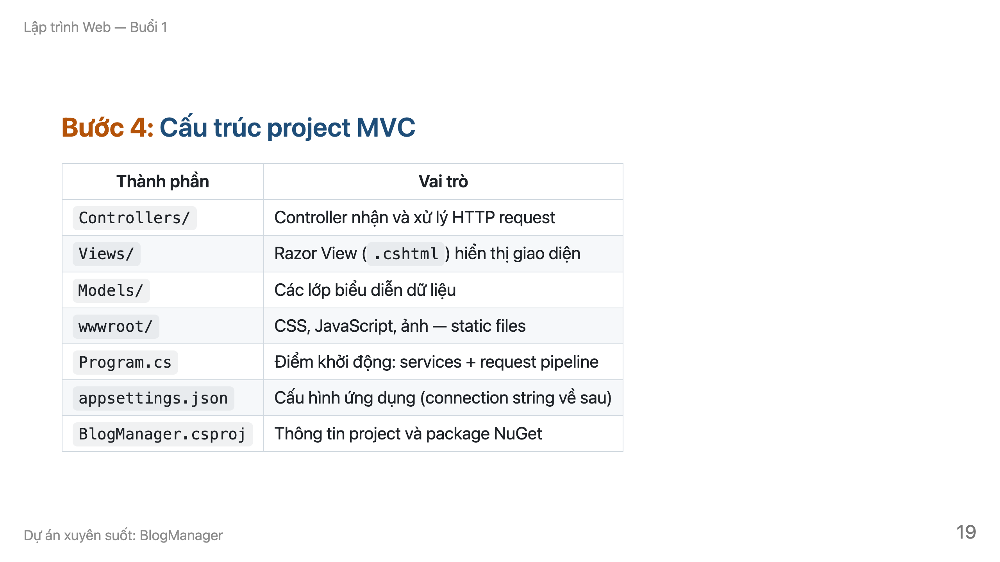 Lập trình Web — Buổi 1
Bước 4: Cấu trúc project MVC
Thành phần Vai trò
Controllers/ Controller nhận và xử lý HTTP request
Views/ Razor View (.cshtml) hiển thị giao diện
Models/ Các lớp biểu diễn dữ liệu
wwwroot/ CSS, JavaScript, ảnh — static files
Program.cs Điểm khởi động: services + request pipeline
appsettings.json Cấu hình ứng dụng (connection string về sau)
BlogManager.csproj Thông tin project và package NuGet
Dự án xuyên suốt: BlogManager
19